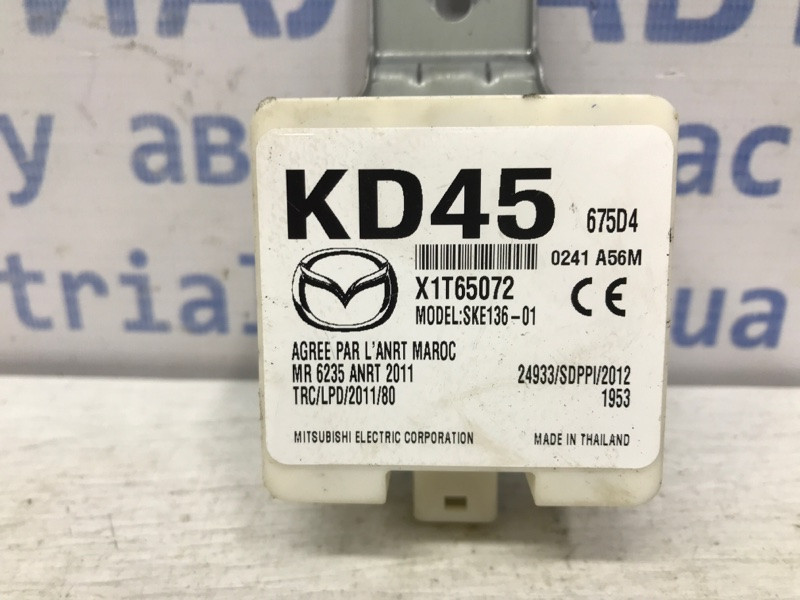 KD45 675D4
0241 A56M
X1T65072
MODEL:SKE136-01
AGREE PAR L'ANRT MAROC
MR 6235 ANRT 2011 24933/SDPPI/2012
TRC/LPD/2011/80 1953
MITSUBISHI ELECTRIC CORPORATION MADE IN THAILAND